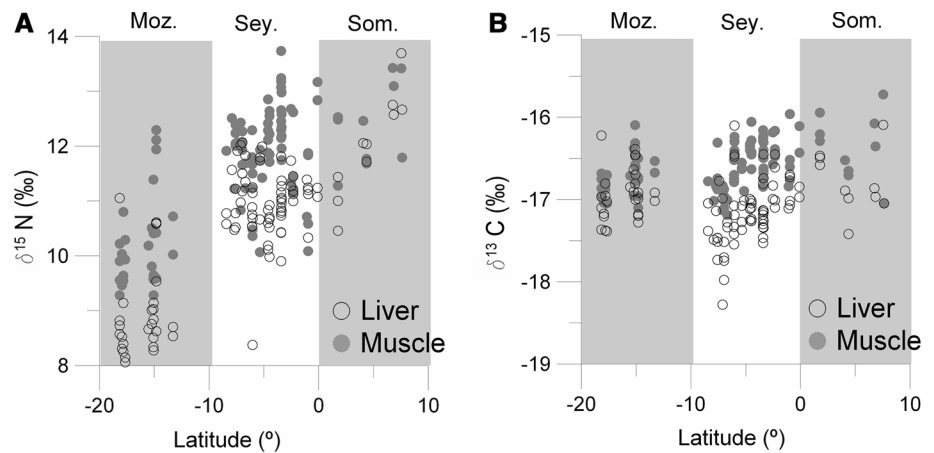 A
Moz. Sey. Som.
14
12
10
8
δ15 N (‰)
Liver
Muscle
-20 -10 0 10
Latitude (º)
B
Moz. Sey. Som.
-15
-16
-17
-18
-19
δ13 C (‰)
Liver
Muscle
-20 -10 0 10
Latitude (º)